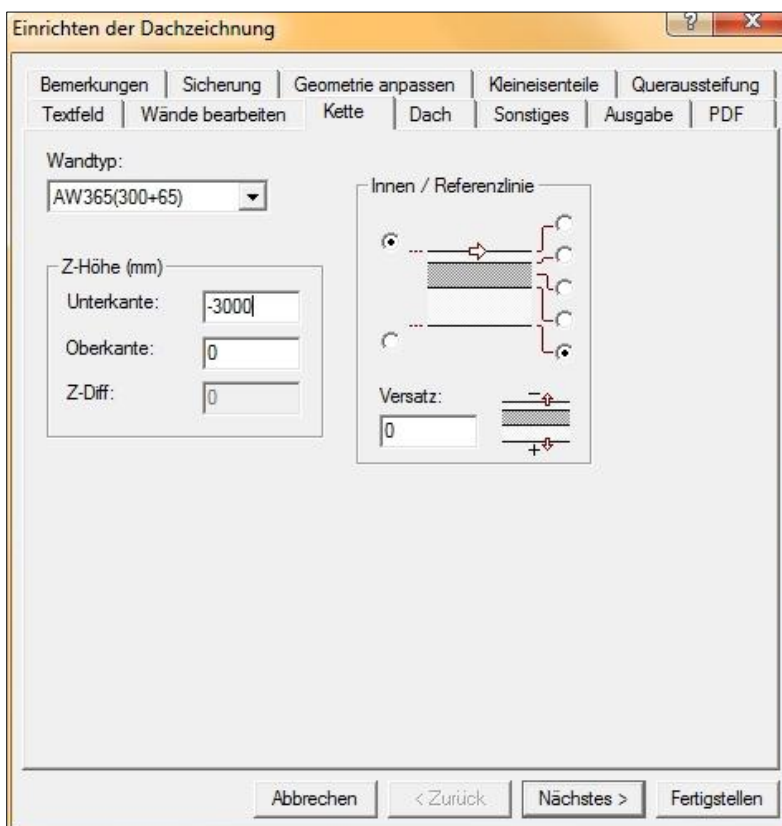 Einrichten der Dachzeichnung
?
X
Bemerkungen Sicherung Geometrie anpassen Kleineisenteile Queraussteifung
Textfeld Wände bearbeiten Kette Dach Sonstiges Ausgabe PDF
Wandtyp:
AW365(300+65)
Z-Höhe (mm)
Unterkante: -3000
Oberkante: 0
Z-Diff: 0
Innen / Referenzlinie
Versatz:
0
−
+
Abbrechen < Zurück Nächstes > Fertigstellen